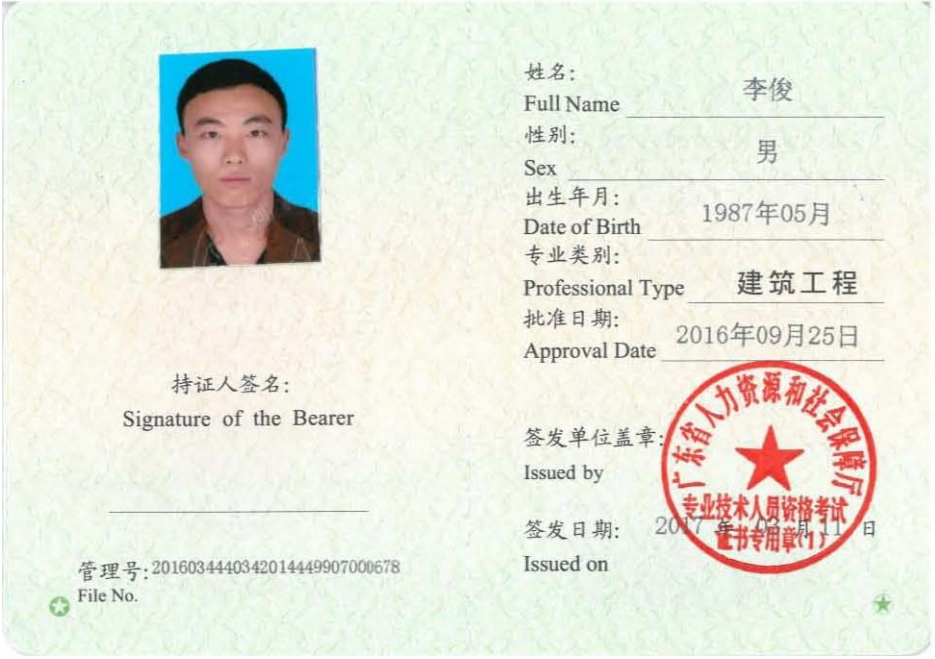 持证人签名:
Signature of the Bearer
管理号:2016034440342014449907000678
File No.
姓名:
李俊
Full Name
性别:
男
Sex
出生年月:
1987年05月
Date of Birth
专业类别:
建筑工程
Professional Type
批准日期:
2016年09月25日
Approval Date
签发单位盖章:
Issued by
广东省人力资源和社会保障厅
专业技术人员资格考试
证书专用章(1)
签发日期: 2017 年 03 月 11 日
Issued on